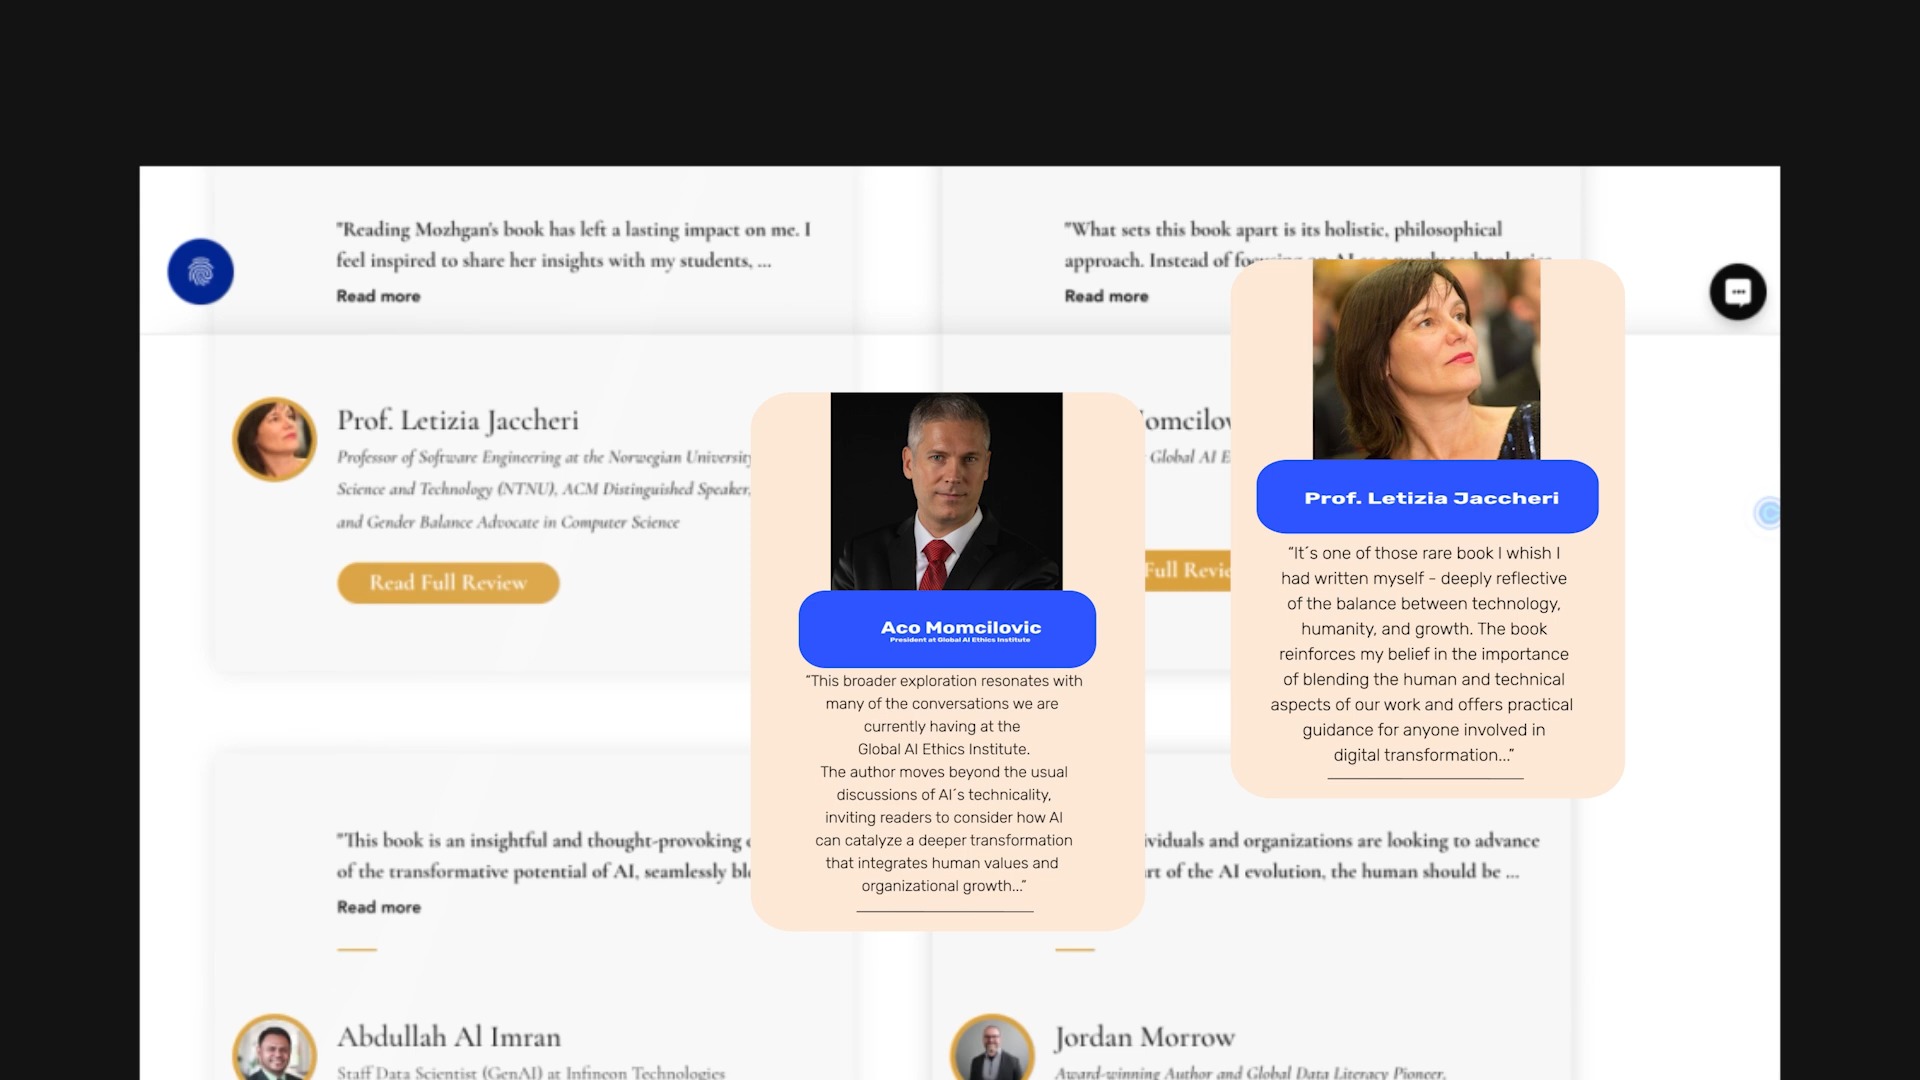 "Reading Mozhgan's book has left a lasting impact on me. I
feel inspired to share her insights with my students, ...
Read more
"What sets this book apart is its holistic, philosophical
approach. Instead of
Read more
Prof. Letizia Jaccheri
Professor of Software Engineering at the Norwegian University
Science and Technology (NTNU), ACM Distinguished Speaker,
and Gender Balance Advocate in Computer Science
Read Full Review
Global AI E
Full Revie
Aco Momcilovic
President at Global AI Ethics Institute
“This broader exploration resonates with
many of the conversations we are
currently having at the
Global AI Ethics Institute.
The author moves beyond the usual
discussions of AI´s technicality,
inviting readers to consider how AI
can catalyze a deeper transformation
that integrates human values and
organizational growth...”
Prof. Letizia Jaccheri
“It´s one of those rare book I whish I
had written myself - deeply reflective
of the balance between technology,
humanity, and growth. The book
reinforces my belief in the importance
of blending the human and technical
aspects of our work and offers practical
guidance for anyone involved in
digital transformation...”
"This book is an insightful and thought-provoking
of the transformative potential of AI, seamlessly
Read more
viduals and organizations are looking to advance
rt of the AI evolution, the human should be ...
Abdullah Al Imran
Staff Data Scientist (GenAI) at Infineon Technologies
Jordan Morrow
Award-winning Author and Global Data Literacy Pioneer,